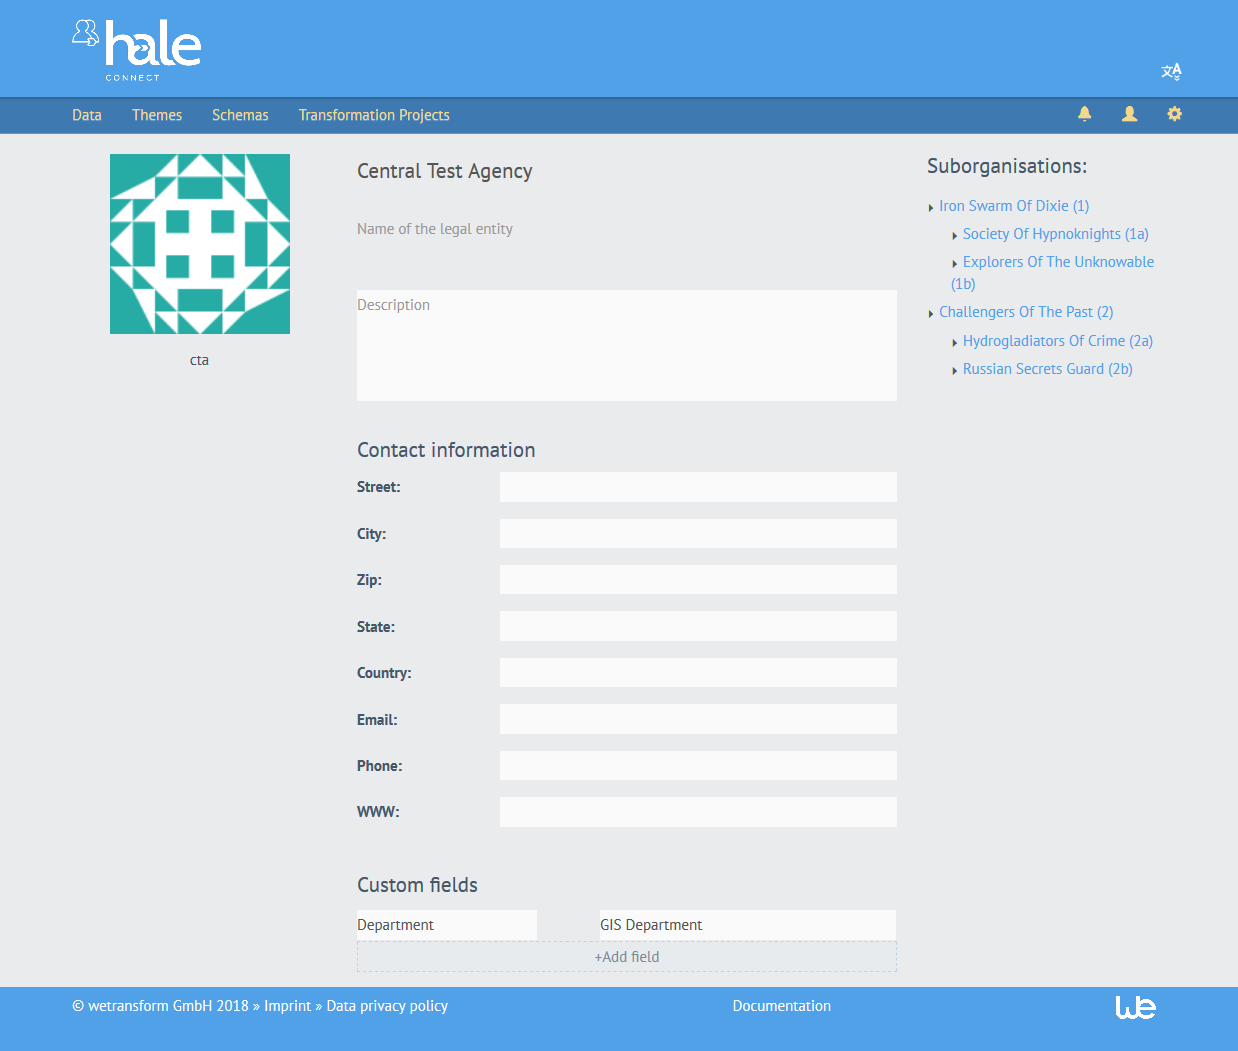 hale
CONNECT
文A
Data Themes Schemas Transformation Projects
Central Test Agency
Name of the legal entity
Description
cta
Suborganisations:
Iron Swarm Of Dixie (1)
Society Of Hypnoknights (1a)
Explorers Of The Unknowable
(1b)
Challengers Of The Past (2)
Hydrogladiators Of Crime (2a)
Russian Secrets Guard (2b)
Contact information
Street:
City:
Zip:
State:
Country:
Email:
Phone:
WWW:
Custom fields
Department GIS Department
+Add field
© wetransform GmbH 2018 » Imprint » Data privacy policy Documentation we